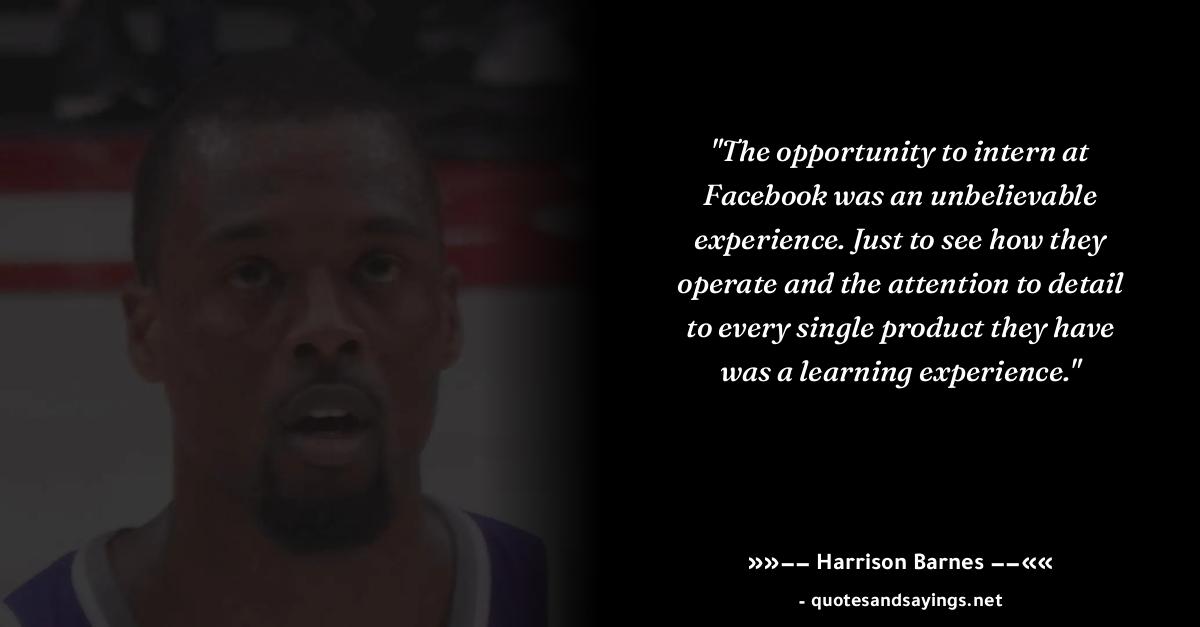 "The opportunity to intern at
Facebook was an unbelievable
experience. Just to see how they
operate and the attention to detail
to every single product they have
was a learning experience."
»»−− Harrison Barnes −−««
- quotesandsayings.net